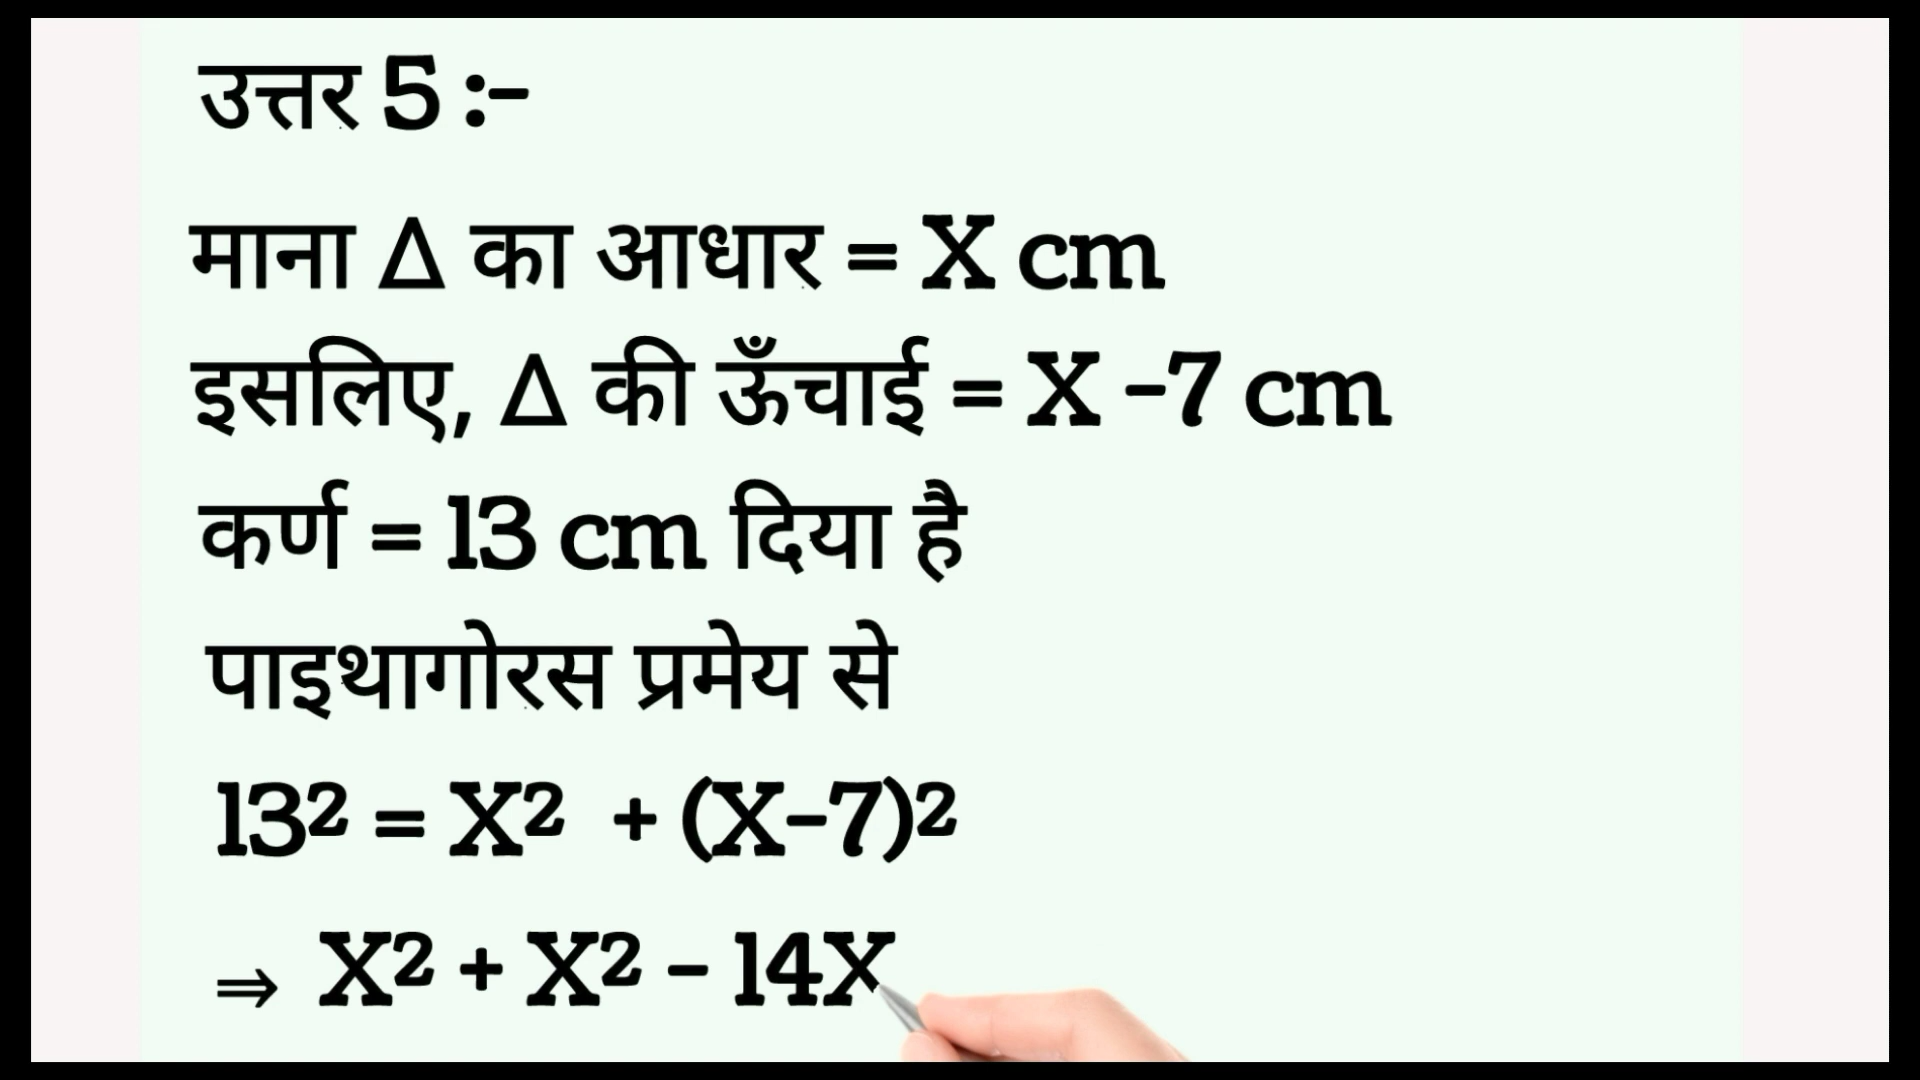 उत्तर 5 :-
माना Δ का आधार = X cm
इसलिए, Δ की ऊँचाई = X -7 cm
कर्ण = 13 cm दिया है
पाइथागोरस प्रमेय से
13² = X² + (X-7)²
⇒ X² + X² - 14X